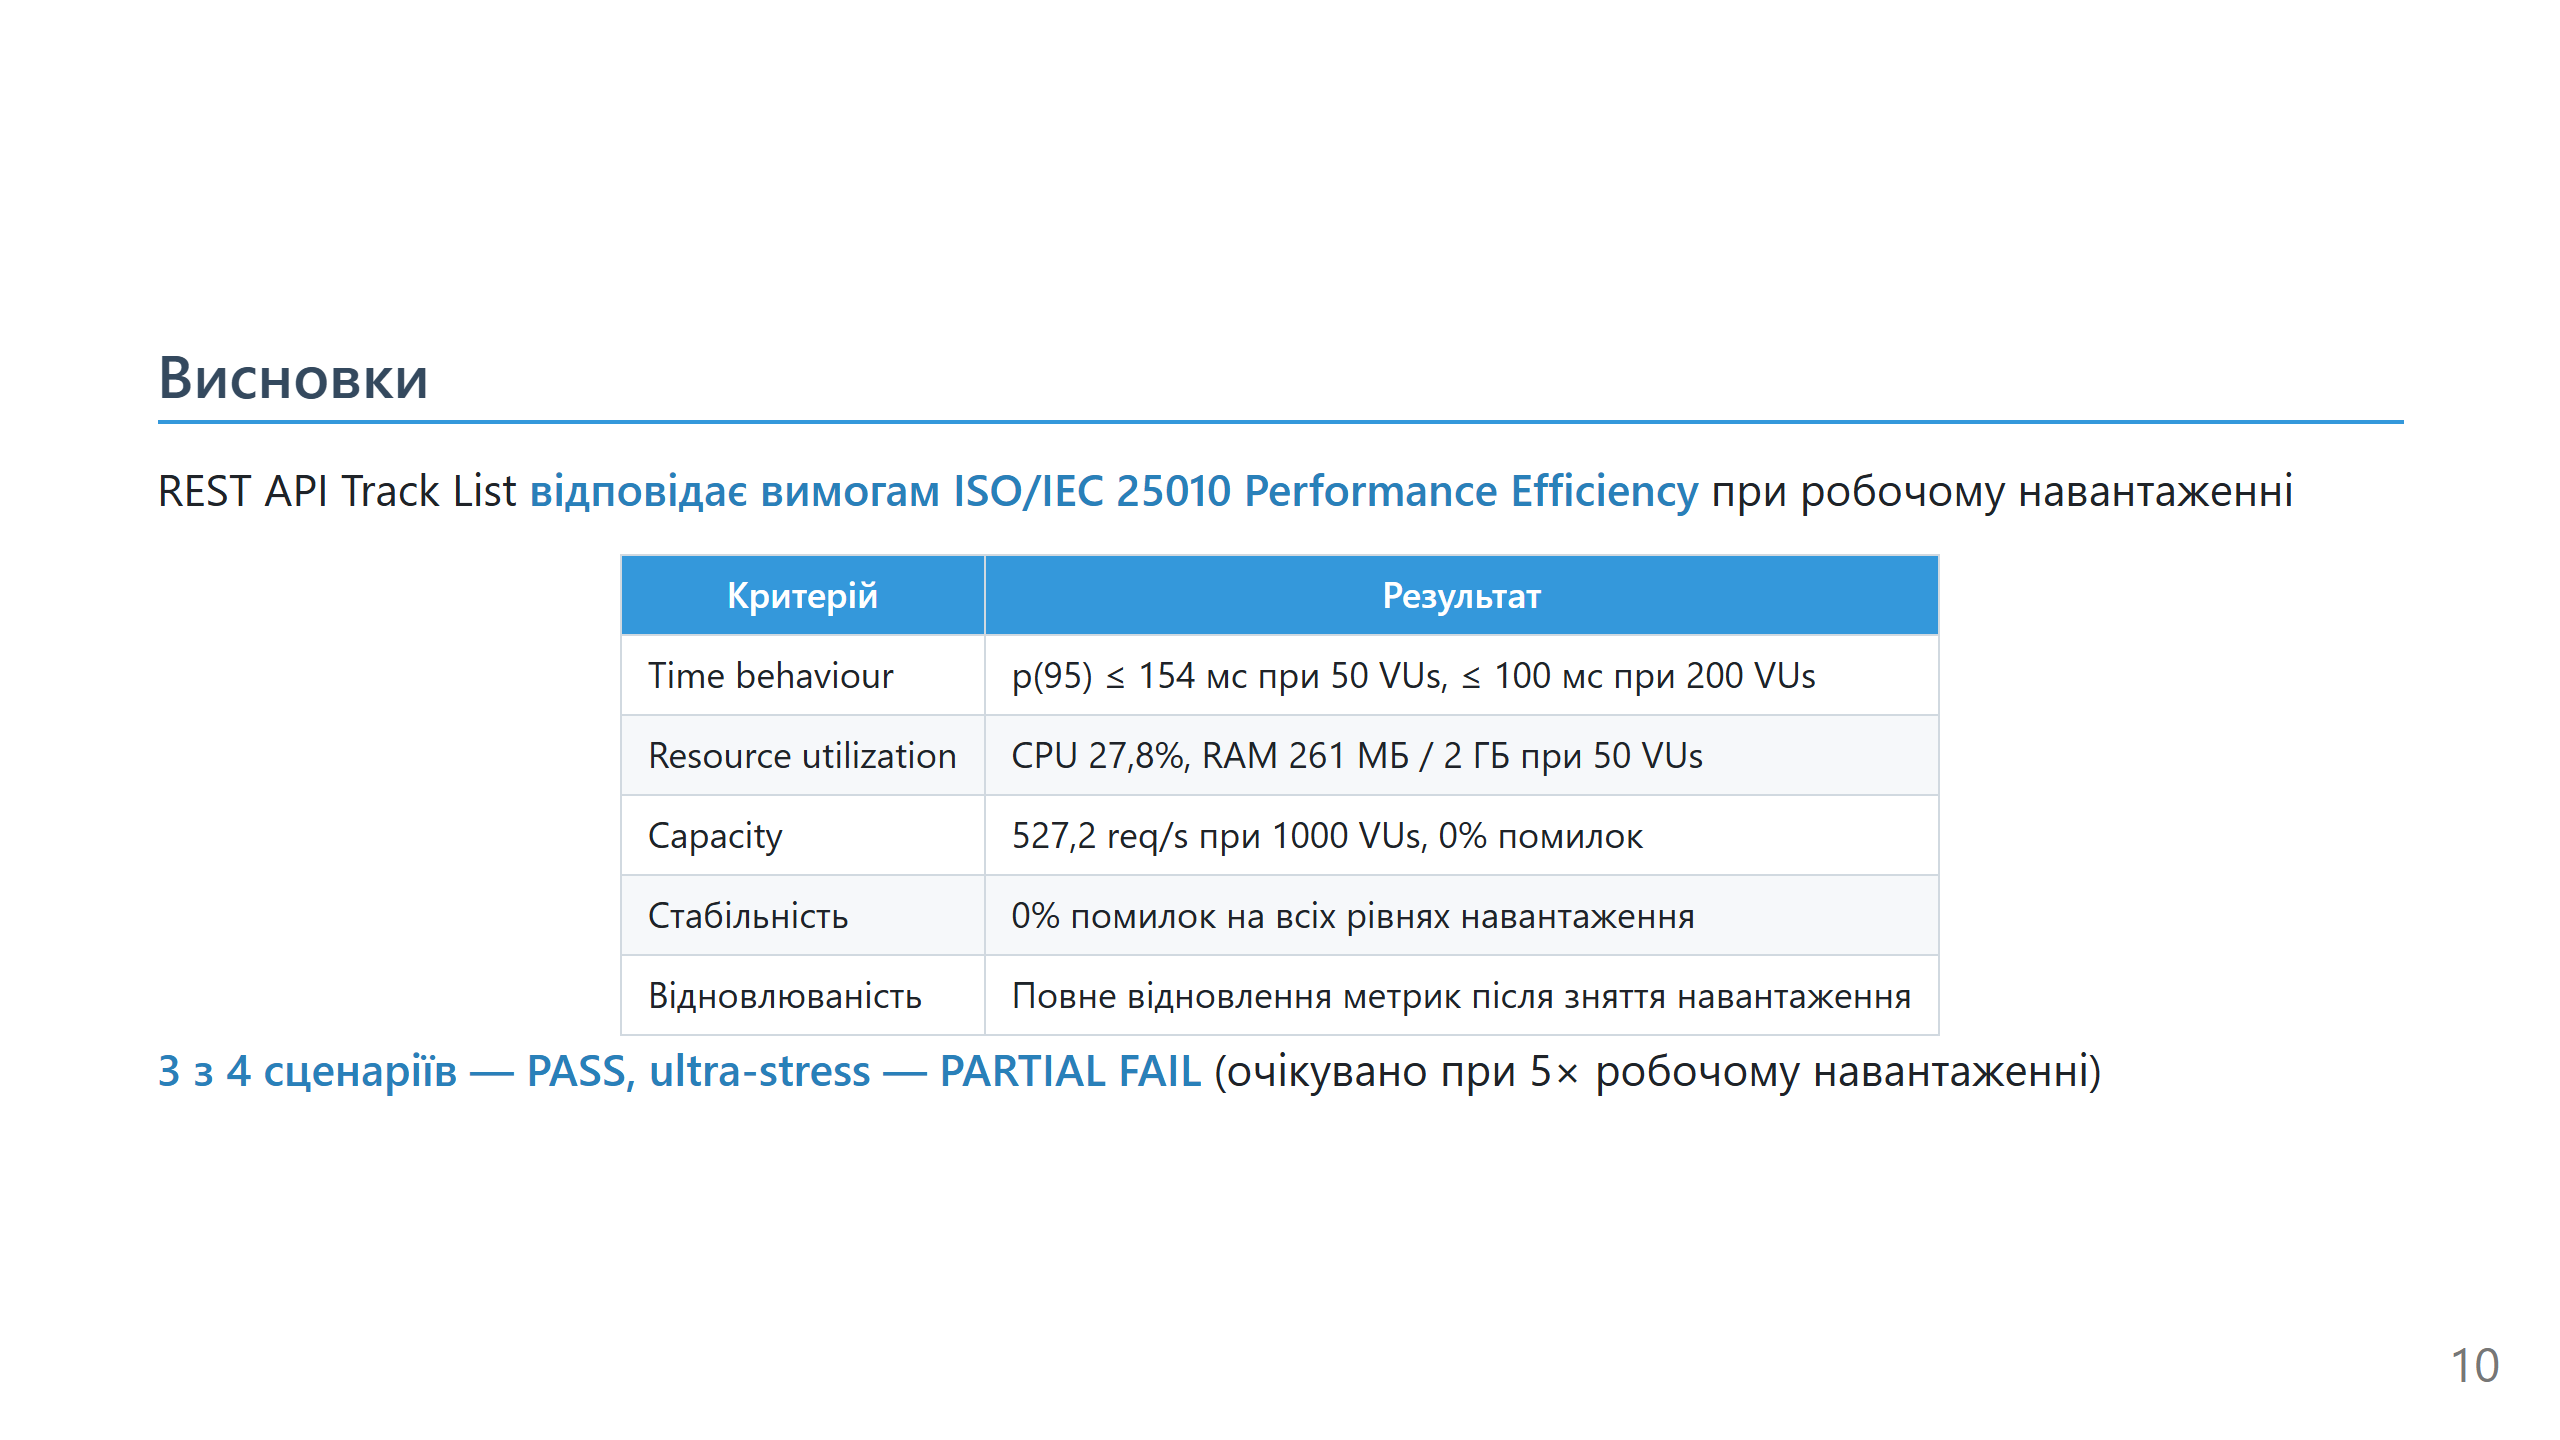 Висновки
REST API Track List відповідає вимогам ISO/IEC 25010 Performance Efficiency при робочому навантаженні
Критерій Результат
Time behaviour p(95) ≤ 154 мс при 50 VUs, ≤ 100 мс при 200 VUs
Resource utilization CPU 27,8%, RAM 261 МБ / 2 ГБ при 50 VUs
Capacity 527,2 req/s при 1000 VUs, 0% помилок
Стабільність 0% помилок на всіх рівнях навантаження
Відновлюваність Повне відновлення метрик після зняття навантаження
3 з 4 сценаріїв — PASS, ultra-stress — PARTIAL FAIL (очікувано при 5× робочому навантаженні)
10